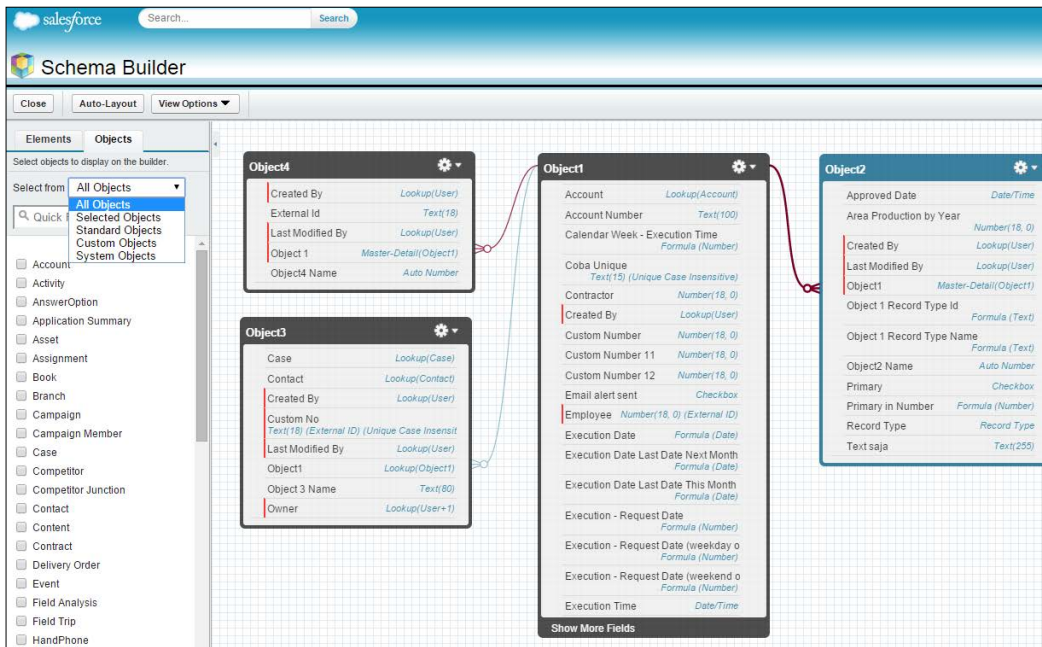 salesforce
Search...
Search
Schema Builder
Close
Auto-Layout
View Options
Elements
Objects
Select objects to display on the builder.
Select from
All Objects
All Objects
Selected Objects
Standard Objects
Custom Objects
System Objects
Quick
Account
Activity
AnswerOption
Application Summary
Asset
Assignment
Book
Branch
Campaign
Campaign Member
Case
Competitor
Competitor Junction
Contact
Content
Contract
Delivery Order
Event
Field Analysis
Field Trip
HandPhone
Object4
Created By Lookup(User)
External Id Text(18)
Last Modified By Lookup(User)
Object 1 Master-Detail(Object1)
Object4 Name Auto Number
Object3
Case Lookup(Case)
Contact Lookup(Contact)
Created By Lookup(User)
Custom No
Text(18) (External ID) (Unique Case Insensit
Last Modified By Lookup(User)
Object1 Lookup(Object1)
Object 3 Name Text(80)
Owner Lookup(User+1)
Object1
Account Lookup(Account)
Account Number Text(100)
Calendar Week - Execution Time
Formula (Number)
Coba Unique
Text(15) (Unique Case Insensitive)
Contractor Number(18, 0)
Created By Lookup(User)
Custom Number Number(18, 0)
Custom Number 11 Number(18, 0)
Custom Number 12 Number(18, 0)
Email alert sent Checkbox
Employee Number(18, 0) (External ID)
Execution Date Formula (Date)
Execution Date Last Date Next Month
Formula (Date)
Execution Date Last Date This Month
Formula (Date)
Execution - Request Date
Formula (Number)
Execution - Request Date (weekday o
Formula (Number)
Execution - Request Date (weekend o
Formula (Number)
Execution Time Date/Time
Show More Fields
Object2
Approved Date Date/Time
Area Production by Year
Number(18, 0)
Created By Lookup(User)
Last Modified By Lookup(User)
Object1 Master-Detail(Object1)
Object 1 Record Type Id
Formula (Text)
Object 1 Record Type Name
Formula (Text)
Object2 Name Auto Number
Primary Checkbox
Primary in Number Formula (Number)
Record Type Record Type
Text saja Text(255)